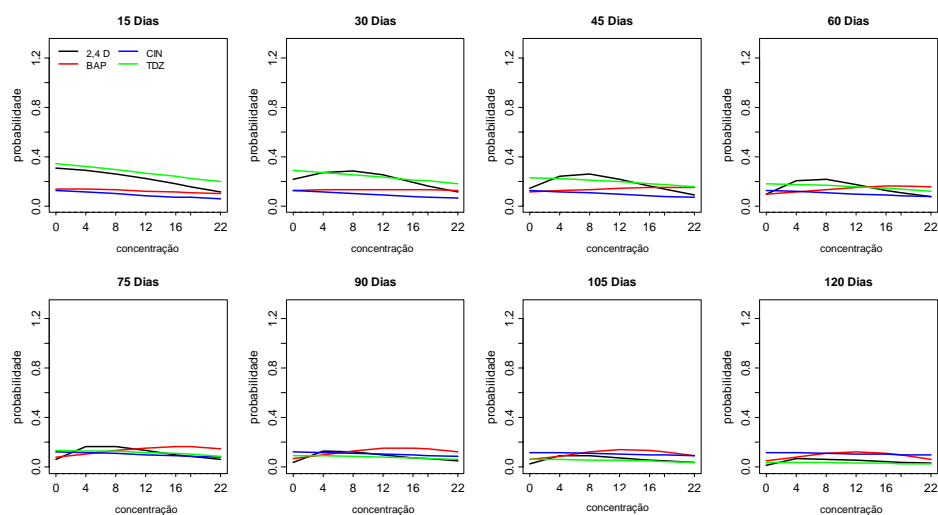 15 Dias
30 Dias
45 Dias
60 Dias
probabilidade
0.0 0.4 0.8 1.2
2,4 D
BAP
CIN
TDZ
0 4 8 12 16 22
concentração
probabilidade
0.0 0.4 0.8 1.2
0 4 8 12 16 22
concentração
probabilidade
0.0 0.4 0.8 1.2
0 4 8 12 16 22
concentração
probabilidade
0.0 0.4 0.8 1.2
0 4 8 12 16 22
concentração
75 Dias
90 Dias
105 Dias
120 Dias
probabilidade
0.0 0.4 0.8 1.2
0 4 8 12 16 22
concentração
probabilidade
0.0 0.4 0.8 1.2
0 4 8 12 16 22
concentração
probabilidade
0.0 0.4 0.8 1.2
0 4 8 12 16 22
concentração
probabilidade
0.0 0.4 0.8 1.2
0 4 8 12 16 22
concentração